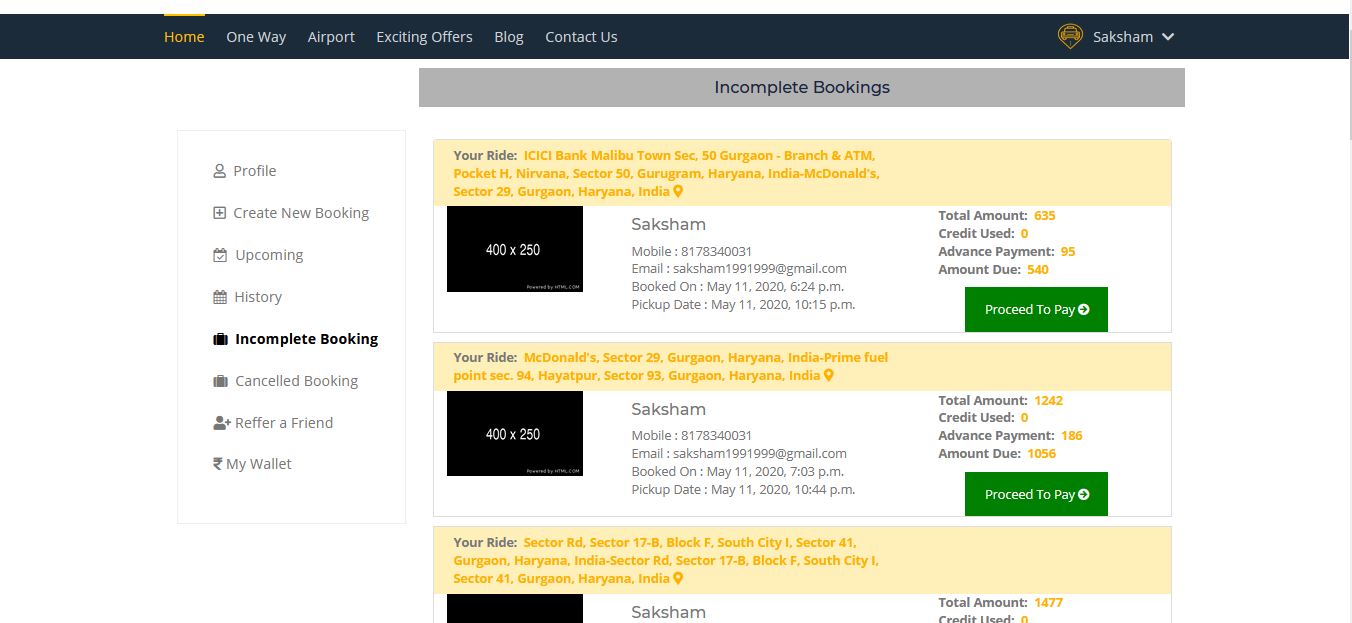 Home One Way Airport Exciting Offers Blog Contact Us Saksham
Incomplete Bookings
Profile
Create New Booking
Upcoming
History
Incomplete Booking
Cancelled Booking
Reffer a Friend
₹ My Wallet
Your Ride: ICICI Bank Malibu Town Sec, 50 Gurgaon - Branch & ATM,
Pocket H, Nirvana, Sector 50, Gurugram, Haryana, India-McDonald's,
Sector 29, Gurgaon, Haryana, India
400 x 250
Powered by HTML.COM
Saksham
Mobile : 8178340031
Email : saksham1991999@gmail.com
Booked On : May 11, 2020, 6:24 p.m.
Pickup Date : May 11, 2020, 10:15 p.m.
Total Amount: 635
Credit Used: 0
Advance Payment: 95
Amount Due: 540
Proceed To Pay
Your Ride: McDonald's, Sector 29, Gurgaon, Haryana, India-Prime fuel
point sec. 94, Hayatpur, Sector 93, Gurgaon, Haryana, India
400 x 250
Powered by HTML.COM
Saksham
Mobile : 8178340031
Email : saksham1991999@gmail.com
Booked On : May 11, 2020, 7:03 p.m.
Pickup Date : May 11, 2020, 10:44 p.m.
Total Amount: 1242
Credit Used: 0
Advance Payment: 186
Amount Due: 1056
Proceed To Pay
Your Ride: Sector Rd, Sector 17-B, Block F, South City I, Sector 41,
Gurgaon, Haryana, India-Sector Rd, Sector 17-B, Block F, South City I,
Sector 41, Gurgaon, Haryana, India
Saksham
Total Amount: 1477
Credit Used: 0